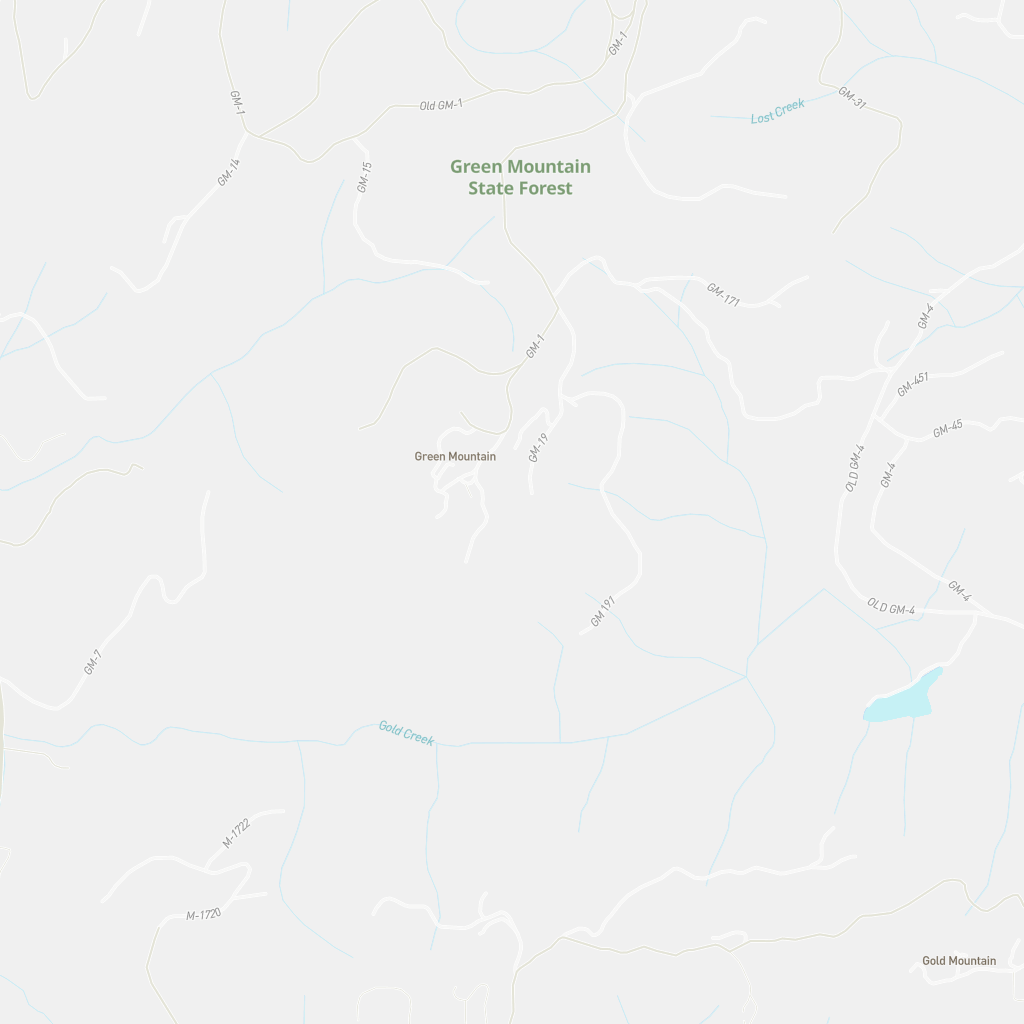 GM-1
GM-1
Old GM-1
GM-31
Lost Creek
Green Mountain
State Forest
GM-14
GM-15
GM-171
GM-4
GM-1
GM-451
GM-45
GM-19
Green Mountain
OLD GM-4
GM-4
GM-4
OLD GM-4
GM 191
GM-7
Gold Creek
M-1722
M-1720
Gold Mountain